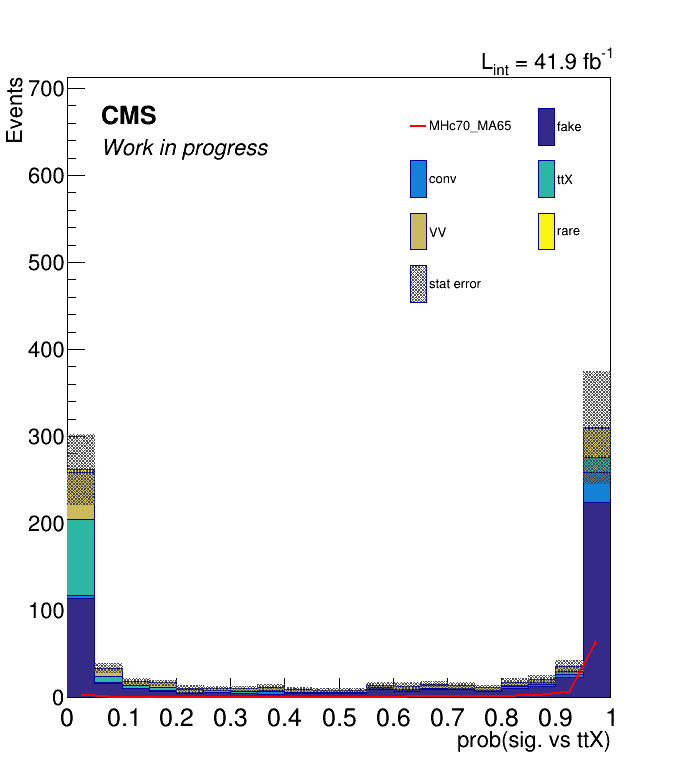 L_int = 41.9 fb^-1
Events
700
600
500
400
300
200
100
0
CMS
Work in progress
MHc70_MA65
fake
conv
ttX
VV
rare
stat error
0 0.1 0.2 0.3 0.4 0.5 0.6 0.7 0.8 0.9 1
prob(sig. vs ttX)